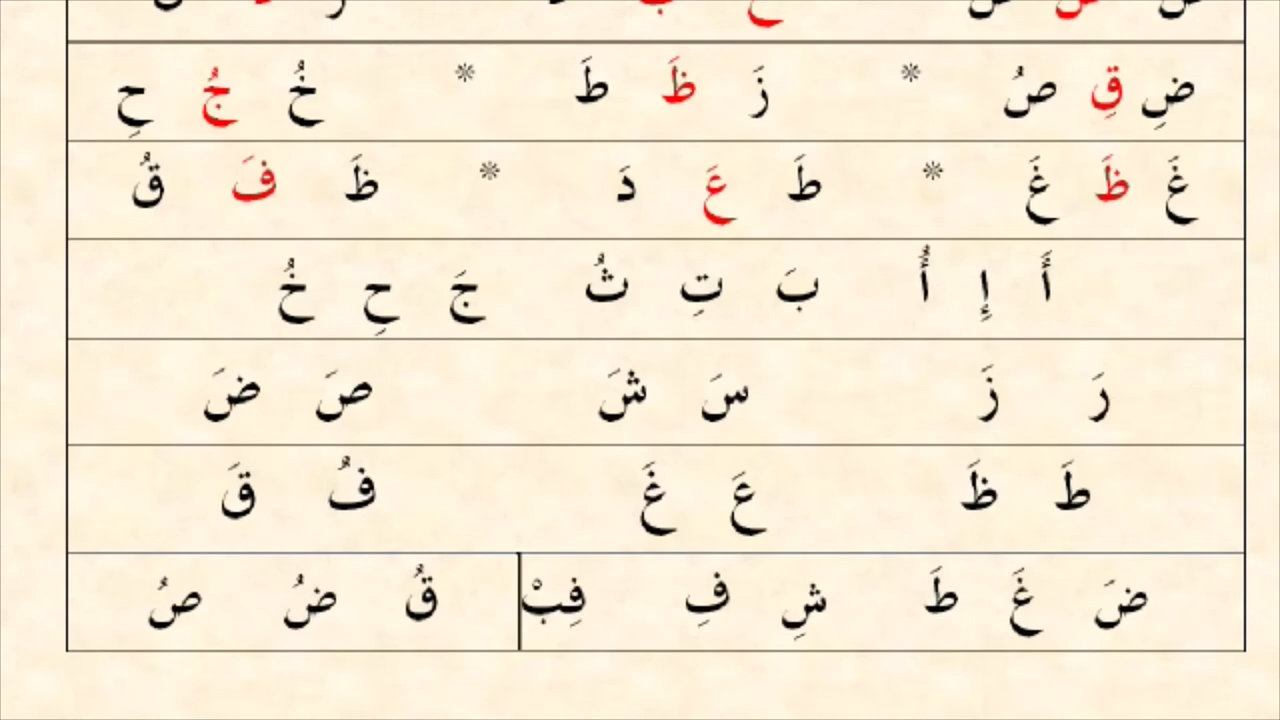 ضِ قِ صُ * زَ ظَ طَ * خُ جُ حِ
غَ ظَ غَ * طَ عَ دَ * ظَ فَ قُ
أَ إِ أُ بَ تِ ثُ جَ حِ خُ
رَ زَ سَ شَ صَ ضَ
طَ ظَ عَ غَ فُ قَ
ضَ غَ طَ شِ فِ فِبْ قُ ضُ صُ